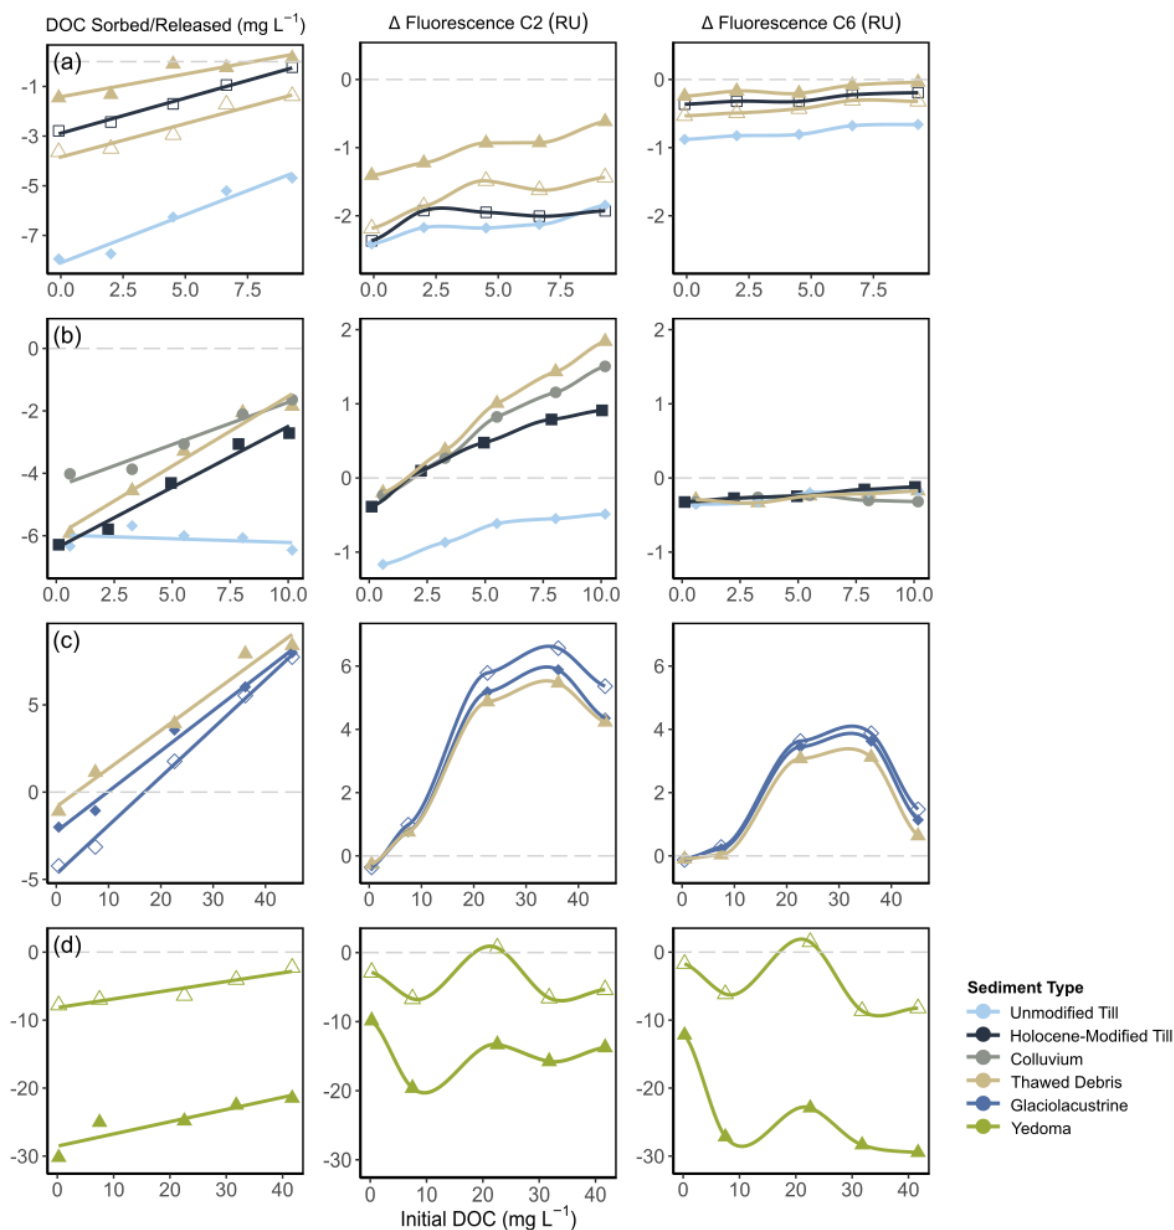 DOC Sorbed/Released (mg L⁻¹)
Δ Fluorescence C2 (RU)
Δ Fluorescence C6 (RU)
(a)
-1
-3
-5
-7
0.0 2.5 5.0 7.5
0
-1
-2
0.0 2.5 5.0 7.5
0
-1
-2
0.0 2.5 5.0 7.5
(b)
0
-2
-4
-6
0.0 2.5 5.0 7.5 10.0
2
1
0
-1
0.0 2.5 5.0 7.5 10.0
2
1
0
-1
0.0 2.5 5.0 7.5 10.0
(c)
5
0
-5
0 10 20 30 40
6
4
2
0
0 10 20 30 40
6
4
2
0
0 10 20 30 40
(d)
0
-10
-20
-30
0 10 20 30 40
0
-10
-20
-30
0 10 20 30 40
0
-10
-20
-30
0 10 20 30 40
Initial DOC (mg L⁻¹)
Sediment Type
Unmodified Till
Holocene-Modified Till
Colluvium
Thawed Debris
Glaciolacustrine
Yedoma